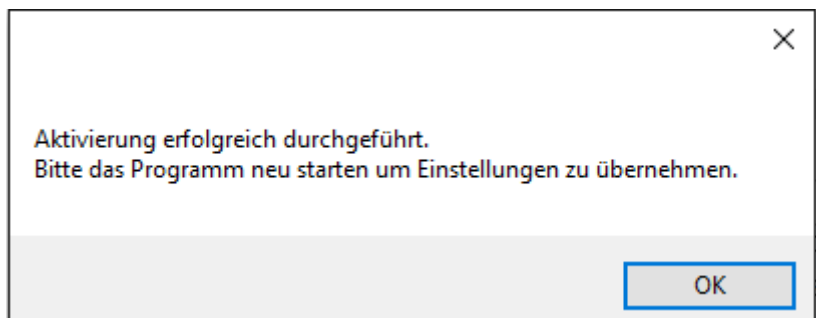 Aktivierung erfolgreich durchgeführt.
Bitte das Programm neu starten um Einstellungen zu übernehmen.
OK